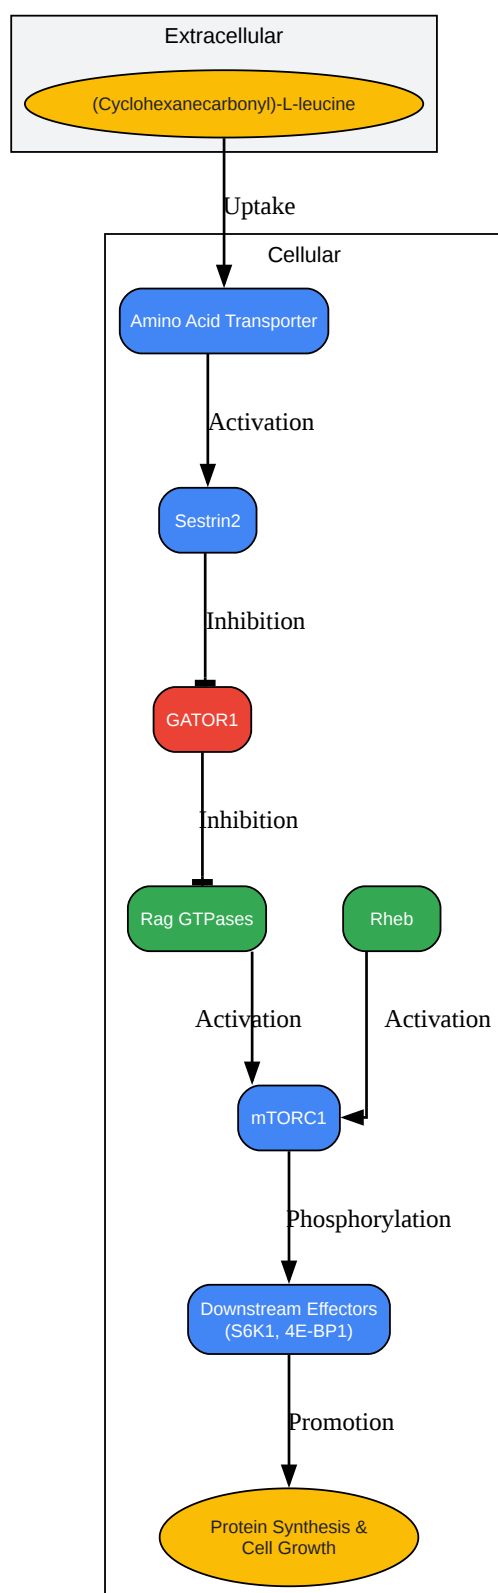 Extracellular
(Cyclohexanecarbonyl)-L-leucine
Uptake
Cellular
Amino Acid Transporter
Activation
Sestrin2
Inhibition
GATOR1
Inhibition
Rag GTPases
Rheb
Activation
Activation
mTORC1
Phosphorylation
Downstream Effectors
(S6K1, 4E-BP1)
Promotion
Protein Synthesis &
Cell Growth